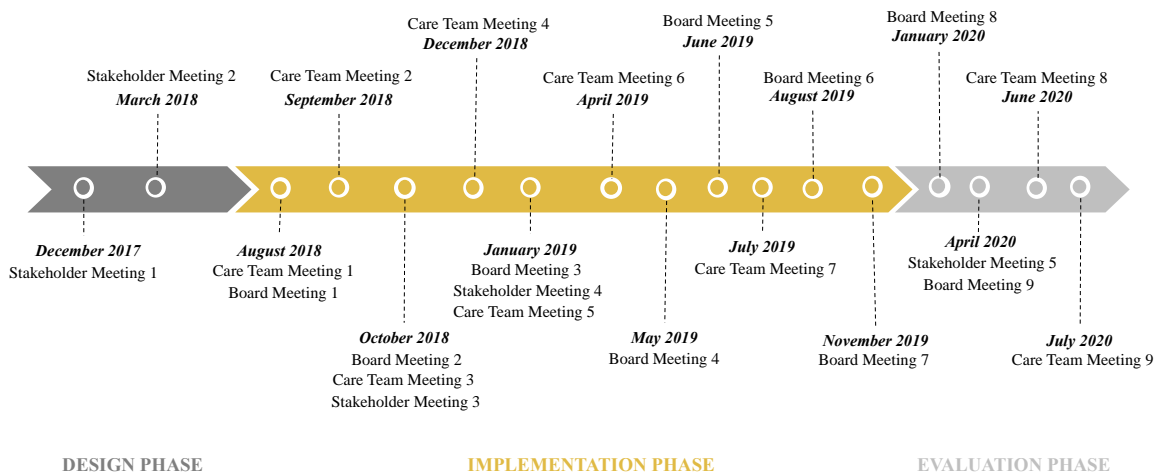 Stakeholder Meeting 2
March 2018
Care Team Meeting 2
September 2018
Care Team Meeting 4
December 2018
Care Team Meeting 6
April 2019
Board Meeting 5
June 2019
Board Meeting 6
August 2019
Board Meeting 8
January 2020
Care Team Meeting 8
June 2020
December 2017
Stakeholder Meeting 1
August 2018
Care Team Meeting 1
Board Meeting 1
October 2018
Board Meeting 2
Care Team Meeting 3
Stakeholder Meeting 3
January 2019
Board Meeting 3
Stakeholder Meeting 4
Care Team Meeting 5
May 2019
Board Meeting 4
July 2019
Care Team Meeting 7
November 2019
Board Meeting 7
April 2020
Stakeholder Meeting 5
Board Meeting 9
July 2020
Care Team Meeting 9
DESIGN PHASE
IMPLEMENTATION PHASE
EVALUATION PHASE